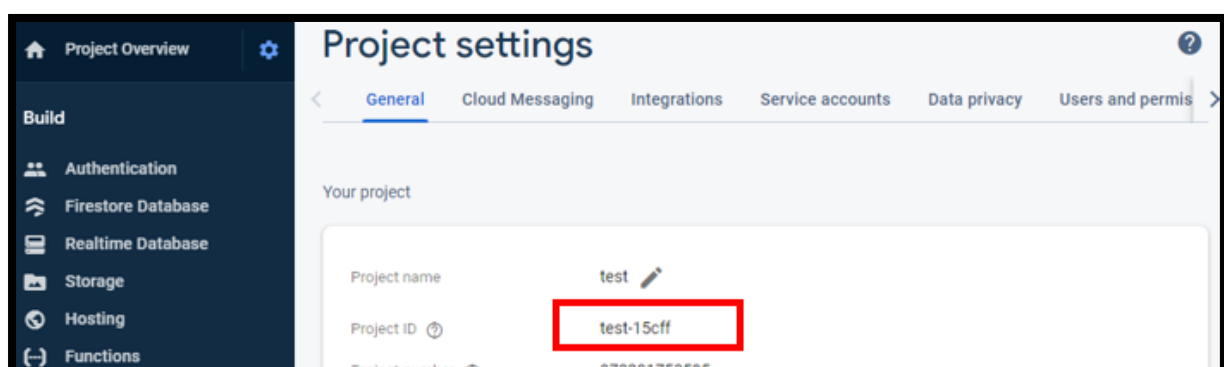 Project Overview
Project settings
General Cloud Messaging Integrations Service accounts Data privacy Users and permis
Build
Authentication
Firestore Database
Realtime Database
Storage
Hosting
Functions
Your project
Project name test
Project ID test-15cff